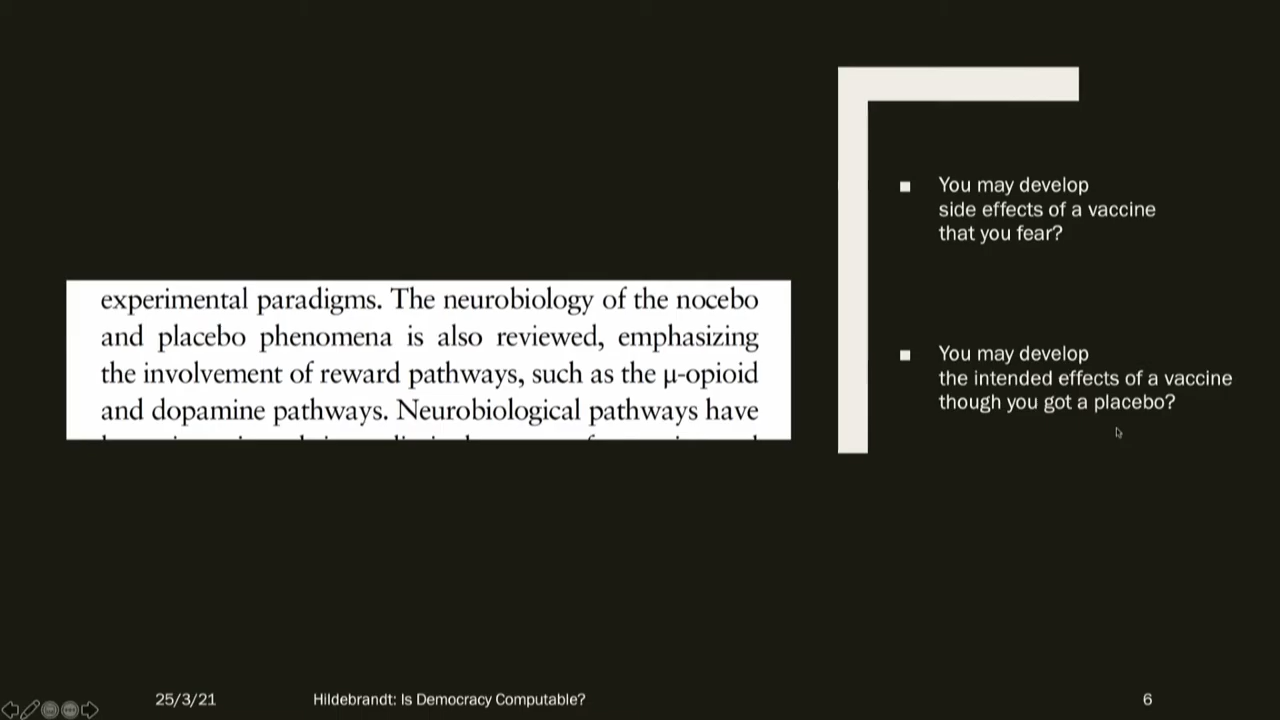 experimental paradigms. The neurobiology of the nocebo
and placebo phenomena is also reviewed, emphasizing
the involvement of reward pathways, such as the μ-opioid
and dopamine pathways. Neurobiological pathways have
You may develop
side effects of a vaccine
that you fear?
You may develop
the intended effects of a vaccine
though you got a placebo?
25/3/21
Hildebrandt: Is Democracy Computable?
6